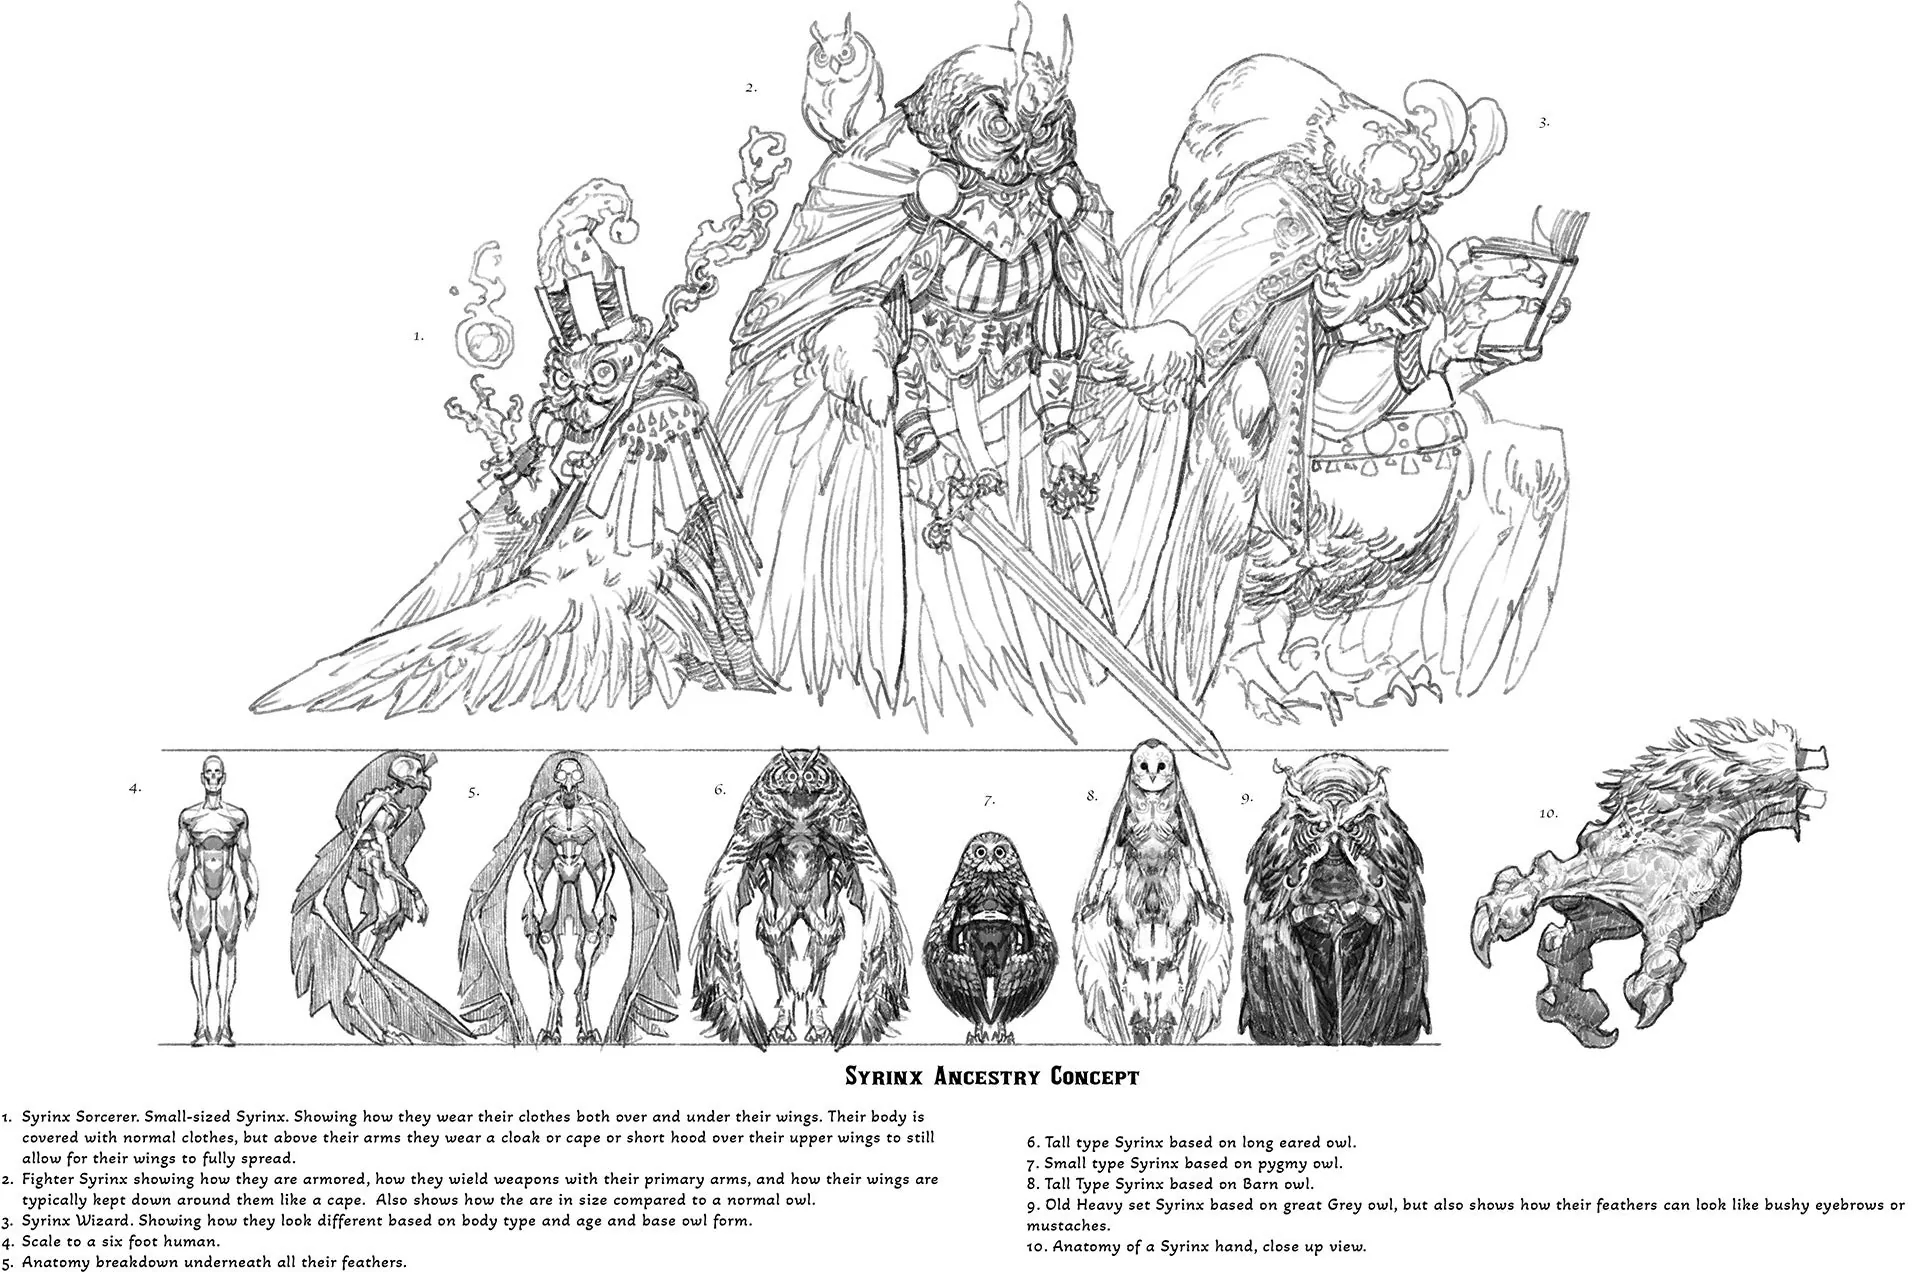 2.
3.
1.
4.
5.
6.
7.
8.
9.
10.
Syrinx Ancestry Concept
1. Syrinx Sorcerer. Small-sized Syrinx. Showing how they wear their clothes both over and under their wings. Their body is
covered with normal clothes, but above their arms they wear a cloak or cape or short hood over their upper wings to still
allow for their wings to fully spread.
2. Fighter Syrinx showing how they are armored, how they wield weapons with their primary arms, and how their wings are
typically kept down around them like a cape. Also shows how the are in size compared to a normal owl.
3. Syrinx Wizard. Showing how they look different based on body type and age and base owl form.
4. Scale to a six foot human.
5. Anatomy breakdown underneath all their feathers.
6. Tall type Syrinx based on long eared owl.
7. Small type Syrinx based on pygmy owl.
8. Tall Type Syrinx based on Barn owl.
9. Old Heavy set Syrinx based on great Grey owl, but also shows how their feathers can look like bushy eyebrows or
mustaches.
10. Anatomy of a Syrinx hand, close up view.